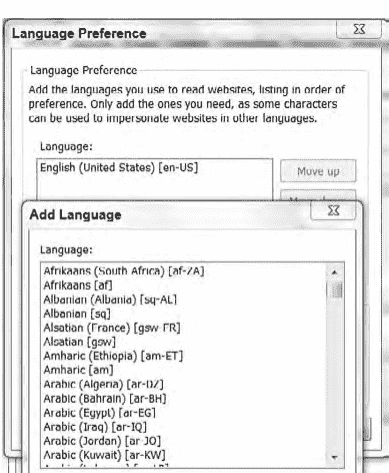 Language Preference
Language Preference
Add the languages you use to read websites, listing in order of
preference. Only add the ones you need, as some characters
can be used to impersonate websites in other languages.
Language:
English (United States) [en-US]
Move up
Add Language
Language:
Afrikaans (South Africa) [af-ZA]
Afrikaans [af]
Albanian (Albania) [sq-AL]
Albanian [sq]
Alsatian (France) [gsw-FR]
Alsatian [gsw]
Amharic (Ethiopia) [am-ET]
Amharic [am]
Arabic (Algeria) [ar-DZ]
Arabic (Bahrain) [ar-BH]
Arabic (Egypt) [ar-EG]
Arabic (Iraq) [ar-IQ]
Arabic (Jordan) [ar-JO]
Arabic (Kuwait) [ar-KW]